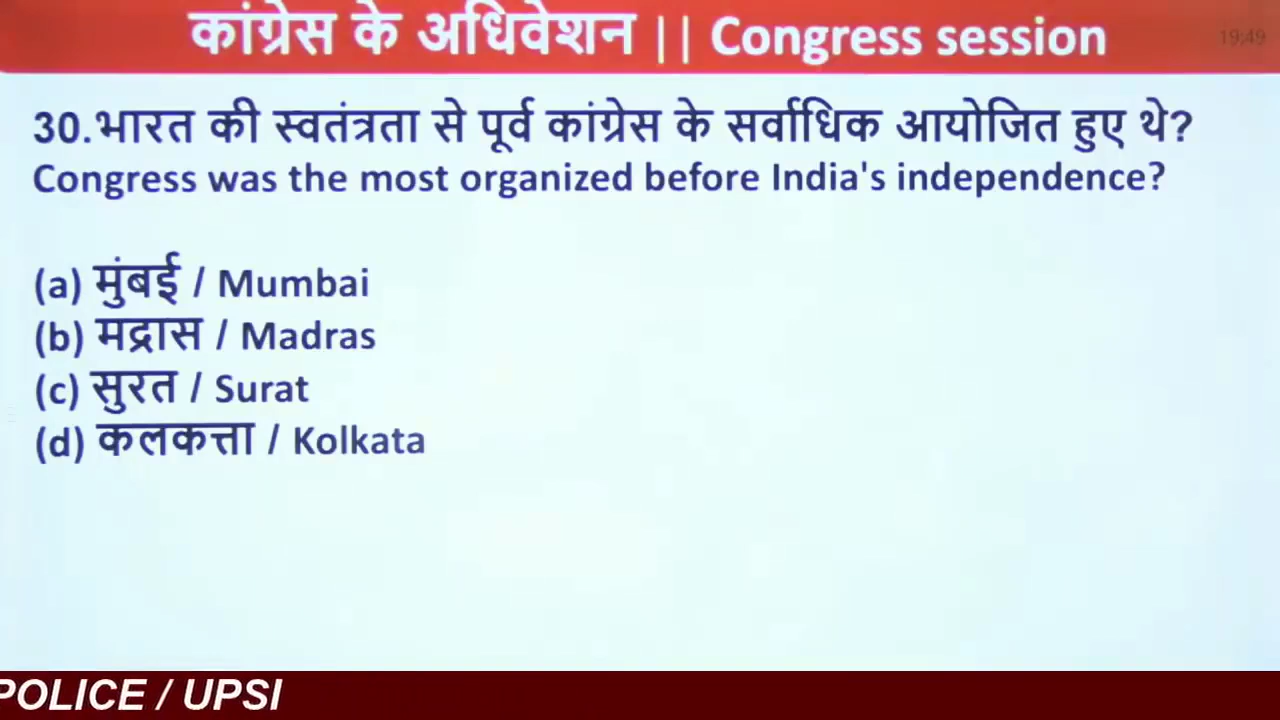 कांग्रेस के अधिवेशन || Congress session
19:49
30.भारत की स्वतंत्रता से पूर्व कांग्रेस के सर्वाधिक आयोजित हुए थे?
Congress was the most organized before India's independence?
(a) मुंबई / Mumbai
(b) मद्रास / Madras
(c) सुरत / Surat
(d) कलकत्ता / Kolkata
POLICE / UPSI